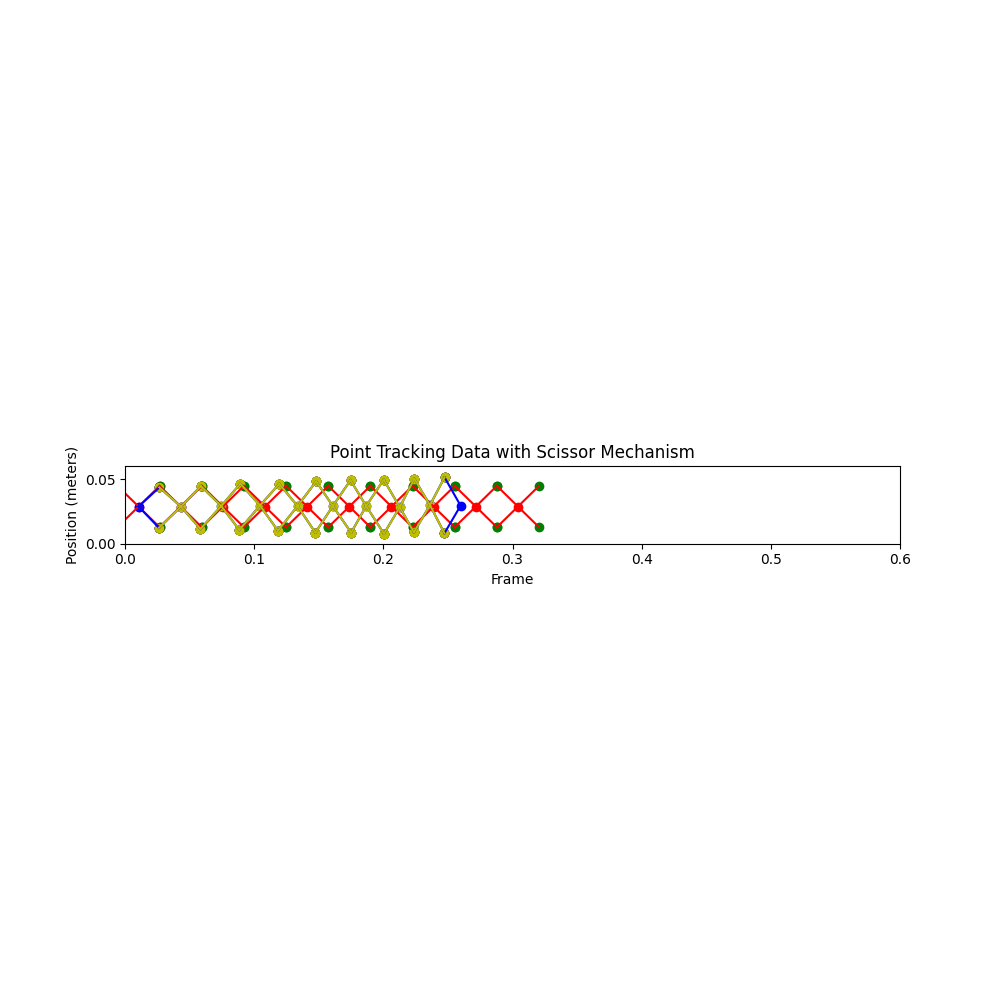 Point Tracking Data with Scissor Mechanism
Position (meters)
0.05
0.00
0.0 0.1 0.2 0.3 0.4 0.5 0.6
Frame